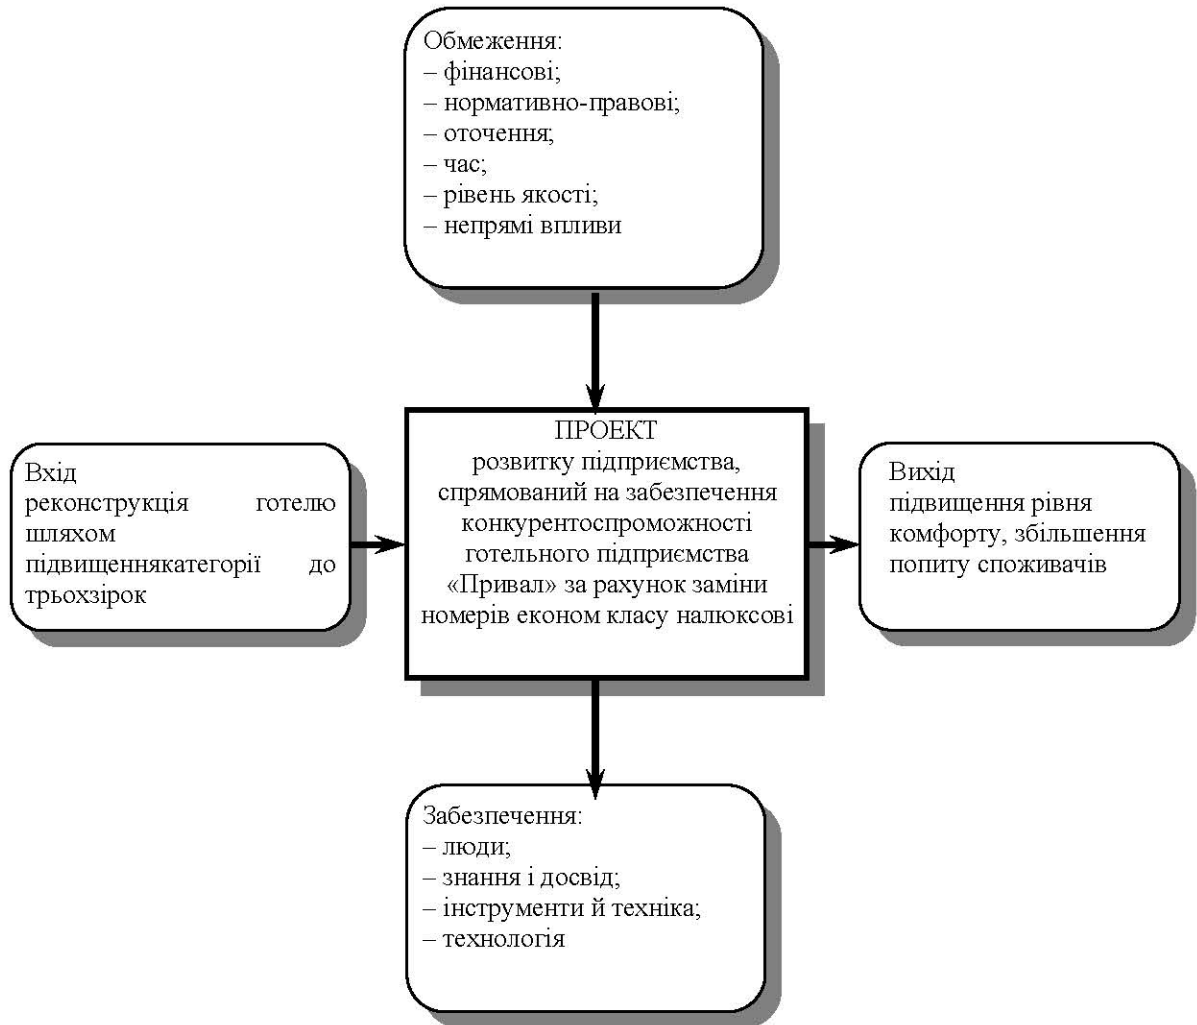 Обмеження:
– фінансові;
– нормативно-правові;
– оточення;
– час;
– рівень якості;
– непрямі впливи
Вхід
реконструкція готелю
шляхом
підвищеннякатегорії до
трьохзірок
ПРОЕКТ
розвитку підприємства,
спрямований на забезпечення
конкурентоспроможності
готельного підприємства
«Привал» за рахунок заміни
номерів економ класу налюксові
Вихід
підвищення рівня
комфорту, збільшення
попиту споживачів
Забезпечення:
– люди;
– знання і досвід;
– інструменти й техніка;
– технологія